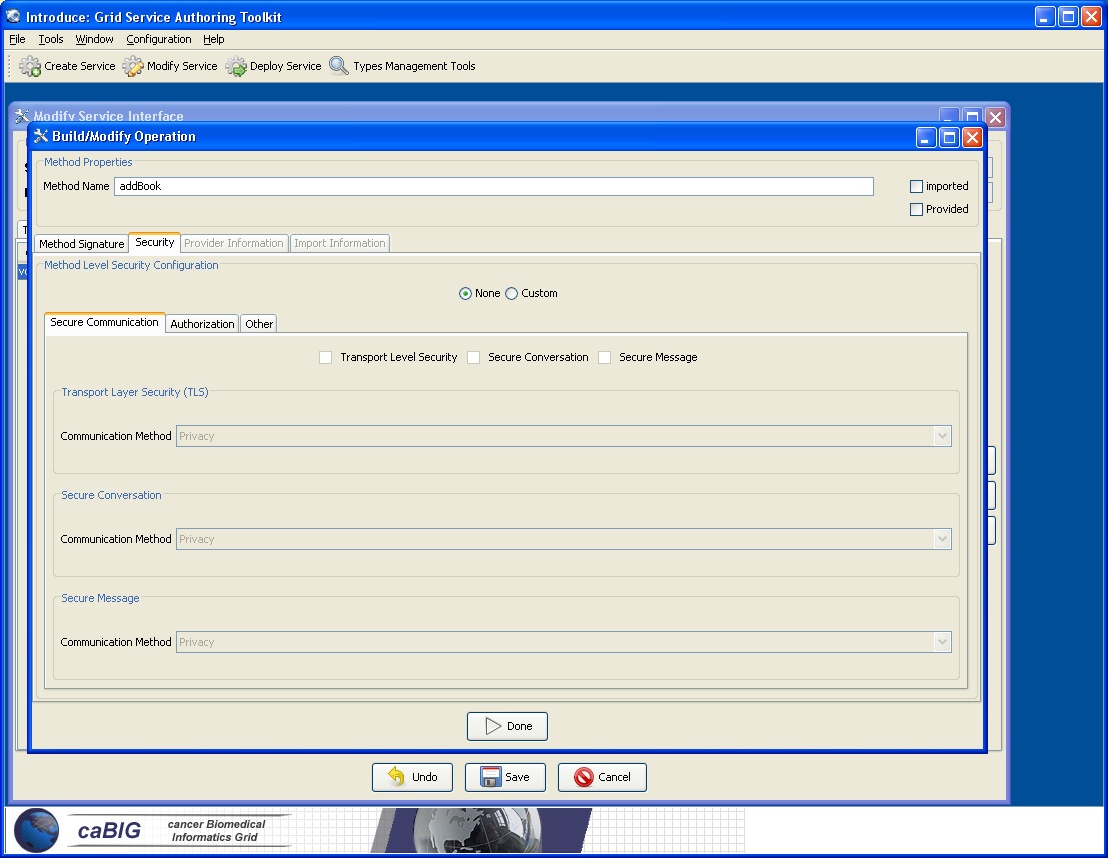 Introduce: Grid Service Authoring Toolkit
File Tools Window Configuration Help
Create Service Modify Service Deploy Service Types Management Tools
Modify Service Interface
Build/Modify Operation
Method Properties
Method Name addBook imported
Provided
Method Signature Security Provider Information Import Information
Method Level Security Configuration
None Custom
Secure Communication Authorization Other
Transport Level Security Secure Conversation Secure Message
Transport Layer Security (TLS)
Communication Method Privacy
Secure Conversation
Communication Method Privacy
Secure Message
Communication Method Privacy
Done
Undo Save Cancel
caBIG cancer Biomedical
Informatics Grid